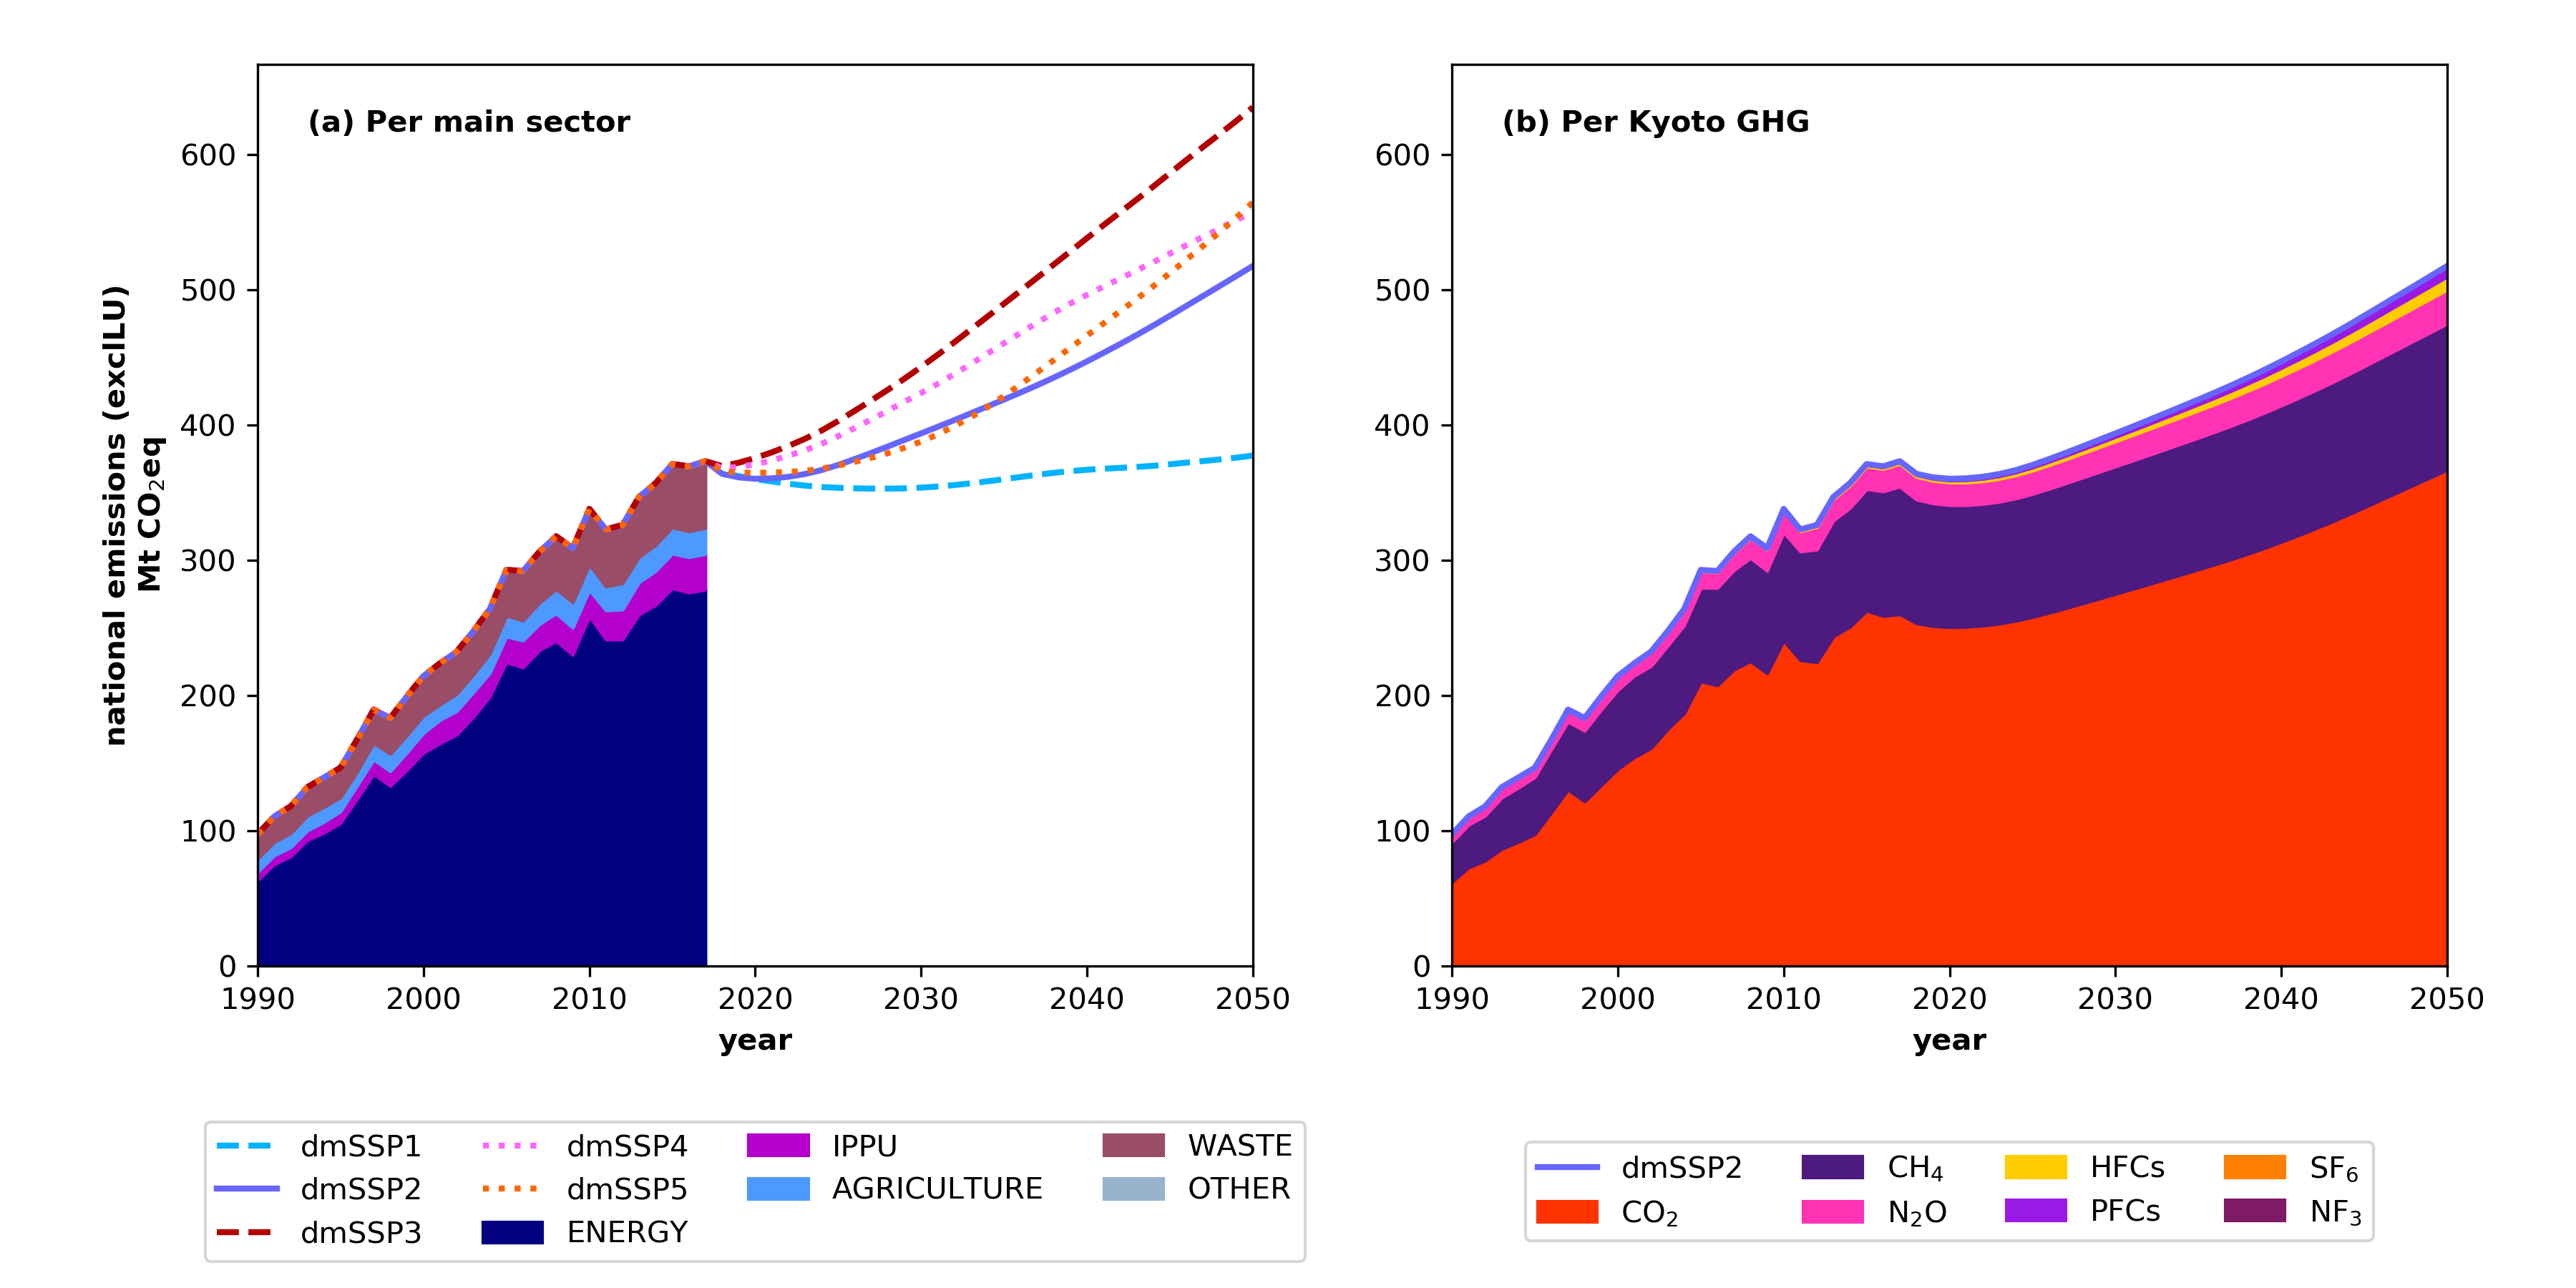 (a) Per main sector
national emissions (exclLU)
Mt CO₂eq
600
500
400
300
200
100
0
1990 2000 2010 2020 2030 2040 2050
year
dmSSP1 dmSSP4 IPPU WASTE
dmSSP2 dmSSP5 AGRICULTURE OTHER
dmSSP3 ENERGY
(b) Per Kyoto GHG
600
500
400
300
200
100
0
1990 2000 2010 2020 2030 2040 2050
year
dmSSP2 CH₄ HFCs SF₆
CO₂ N₂O PFCs NF₃